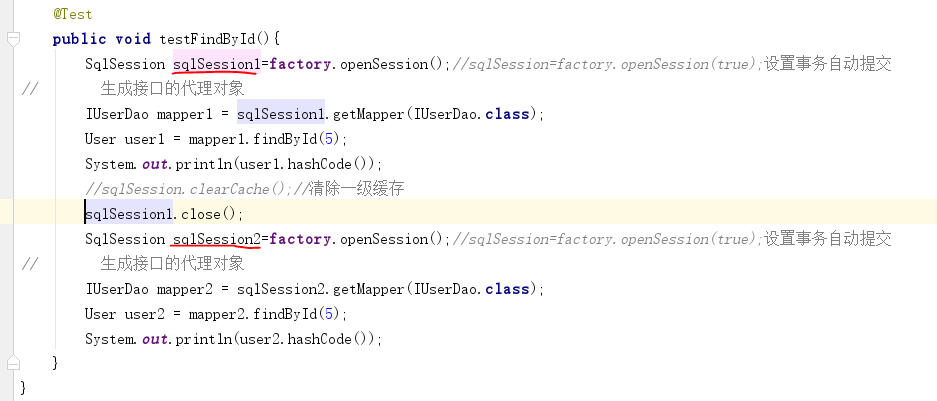 @Test
public void testFindById(){
SqlSession sqlSession1=factory.openSession();//sqlSession=factory.openSession(true);设置事务自动提交
// 生成接口的代理对象
IUserDao mapper1 = sqlSession1.getMapper(IUserDao.class);
User user1 = mapper1.findById(5);
System.out.println(user1.hashCode());
//sqlSession.clearCache();//清除一级缓存
sqlSession1.close();
SqlSession sqlSession2=factory.openSession();//sqlSession=factory.openSession(true);设置事务自动提交
// 生成接口的代理对象
IUserDao mapper2 = sqlSession2.getMapper(IUserDao.class);
User user2 = mapper2.findById(5);
System.out.println(user2.hashCode());
}
}